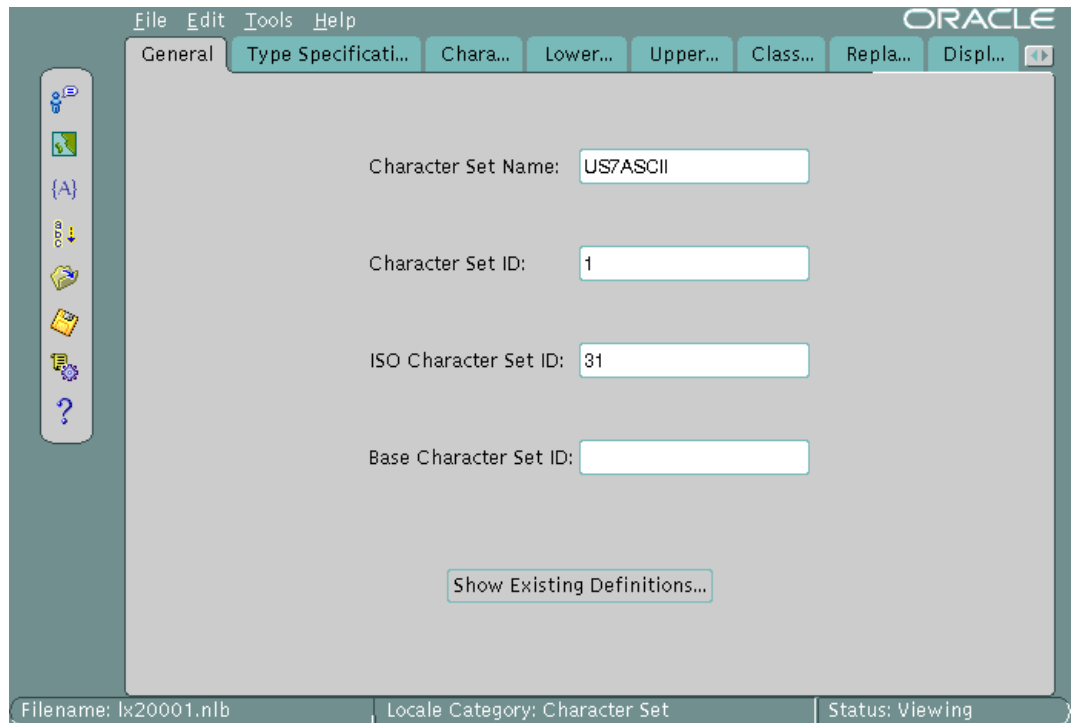 File Edit Tools Help ORACLE
General Type Specificati... Chara... Lower... Upper... Class... Repla... Displ...
{A}
a
b
c
Character Set Name: US7ASCII
Character Set ID: 1
ISO Character Set ID: 31
?
Base Character Set ID:
Show Existing Definitions...
Filename: lx20001.nlb Locale Category: Character Set Status: Viewing